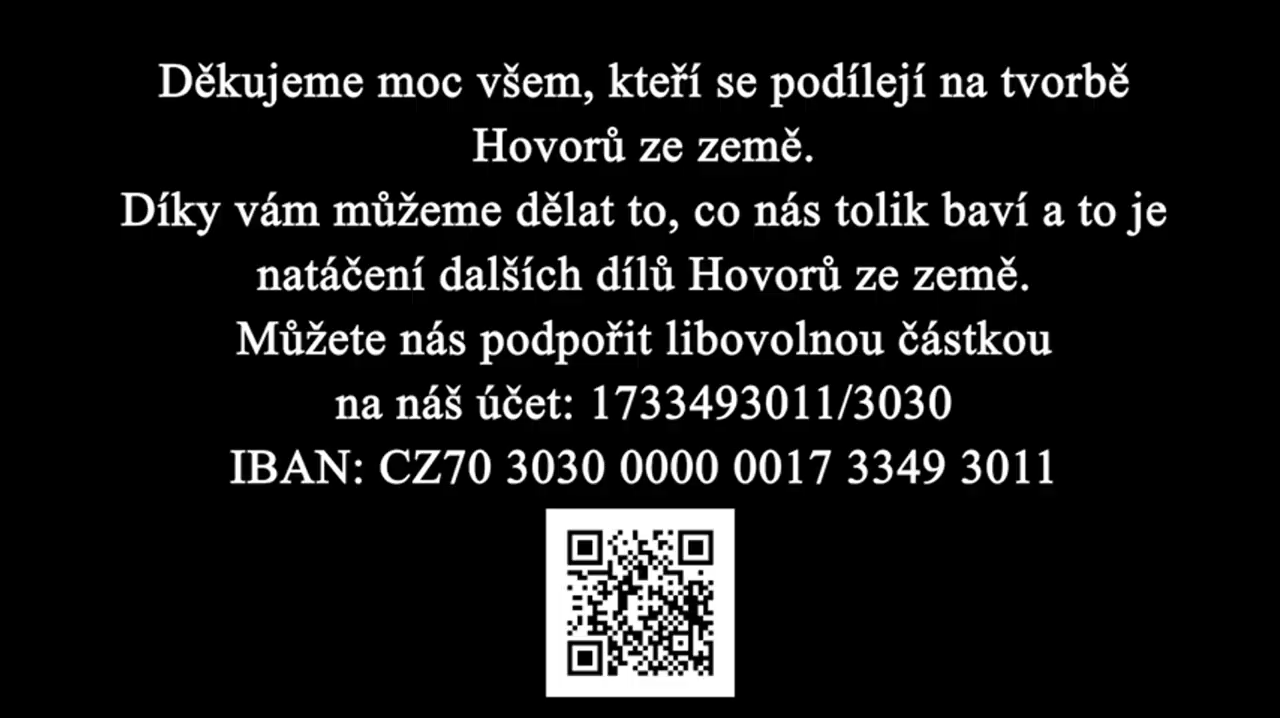 Děkujeme moc všem, kteří se podílejí na tvorbě
Hovorů ze země.
Díky vám můžeme dělat to, co nás tolik baví a to je
natáčení dalších dílů Hovorů ze země.
Můžete nás podpořit libovolnou částkou
na náš účet: 1733493011/3030
IBAN: CZ70 3030 0000 0017 3349 3011